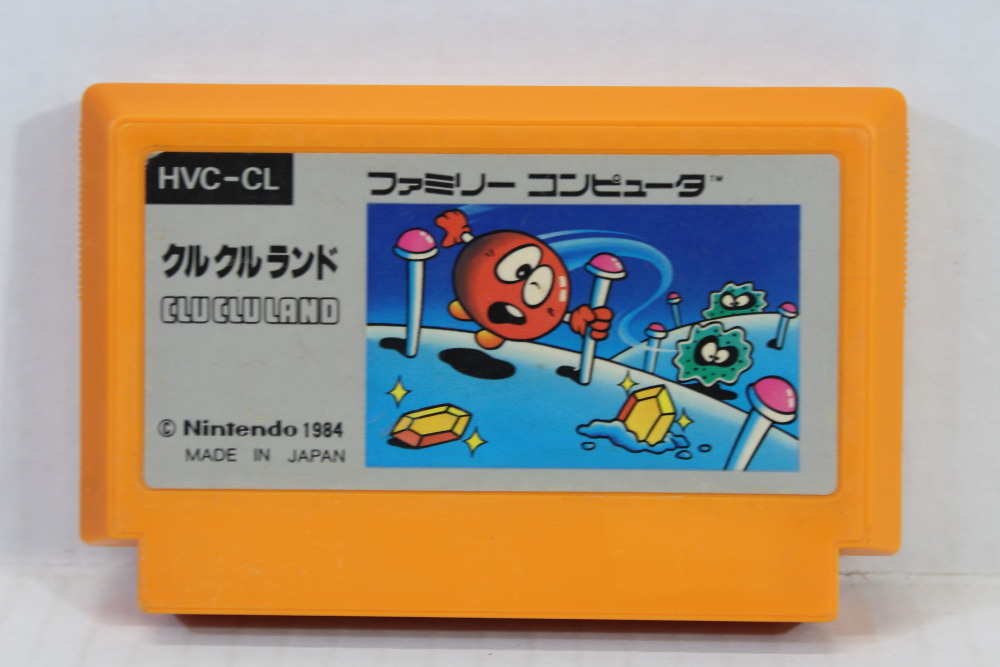 HVC-CL
ファミリー コンピュータ™
クルクルランド
CLU CLU LAND
© Nintendo 1984
MADE IN JAPAN